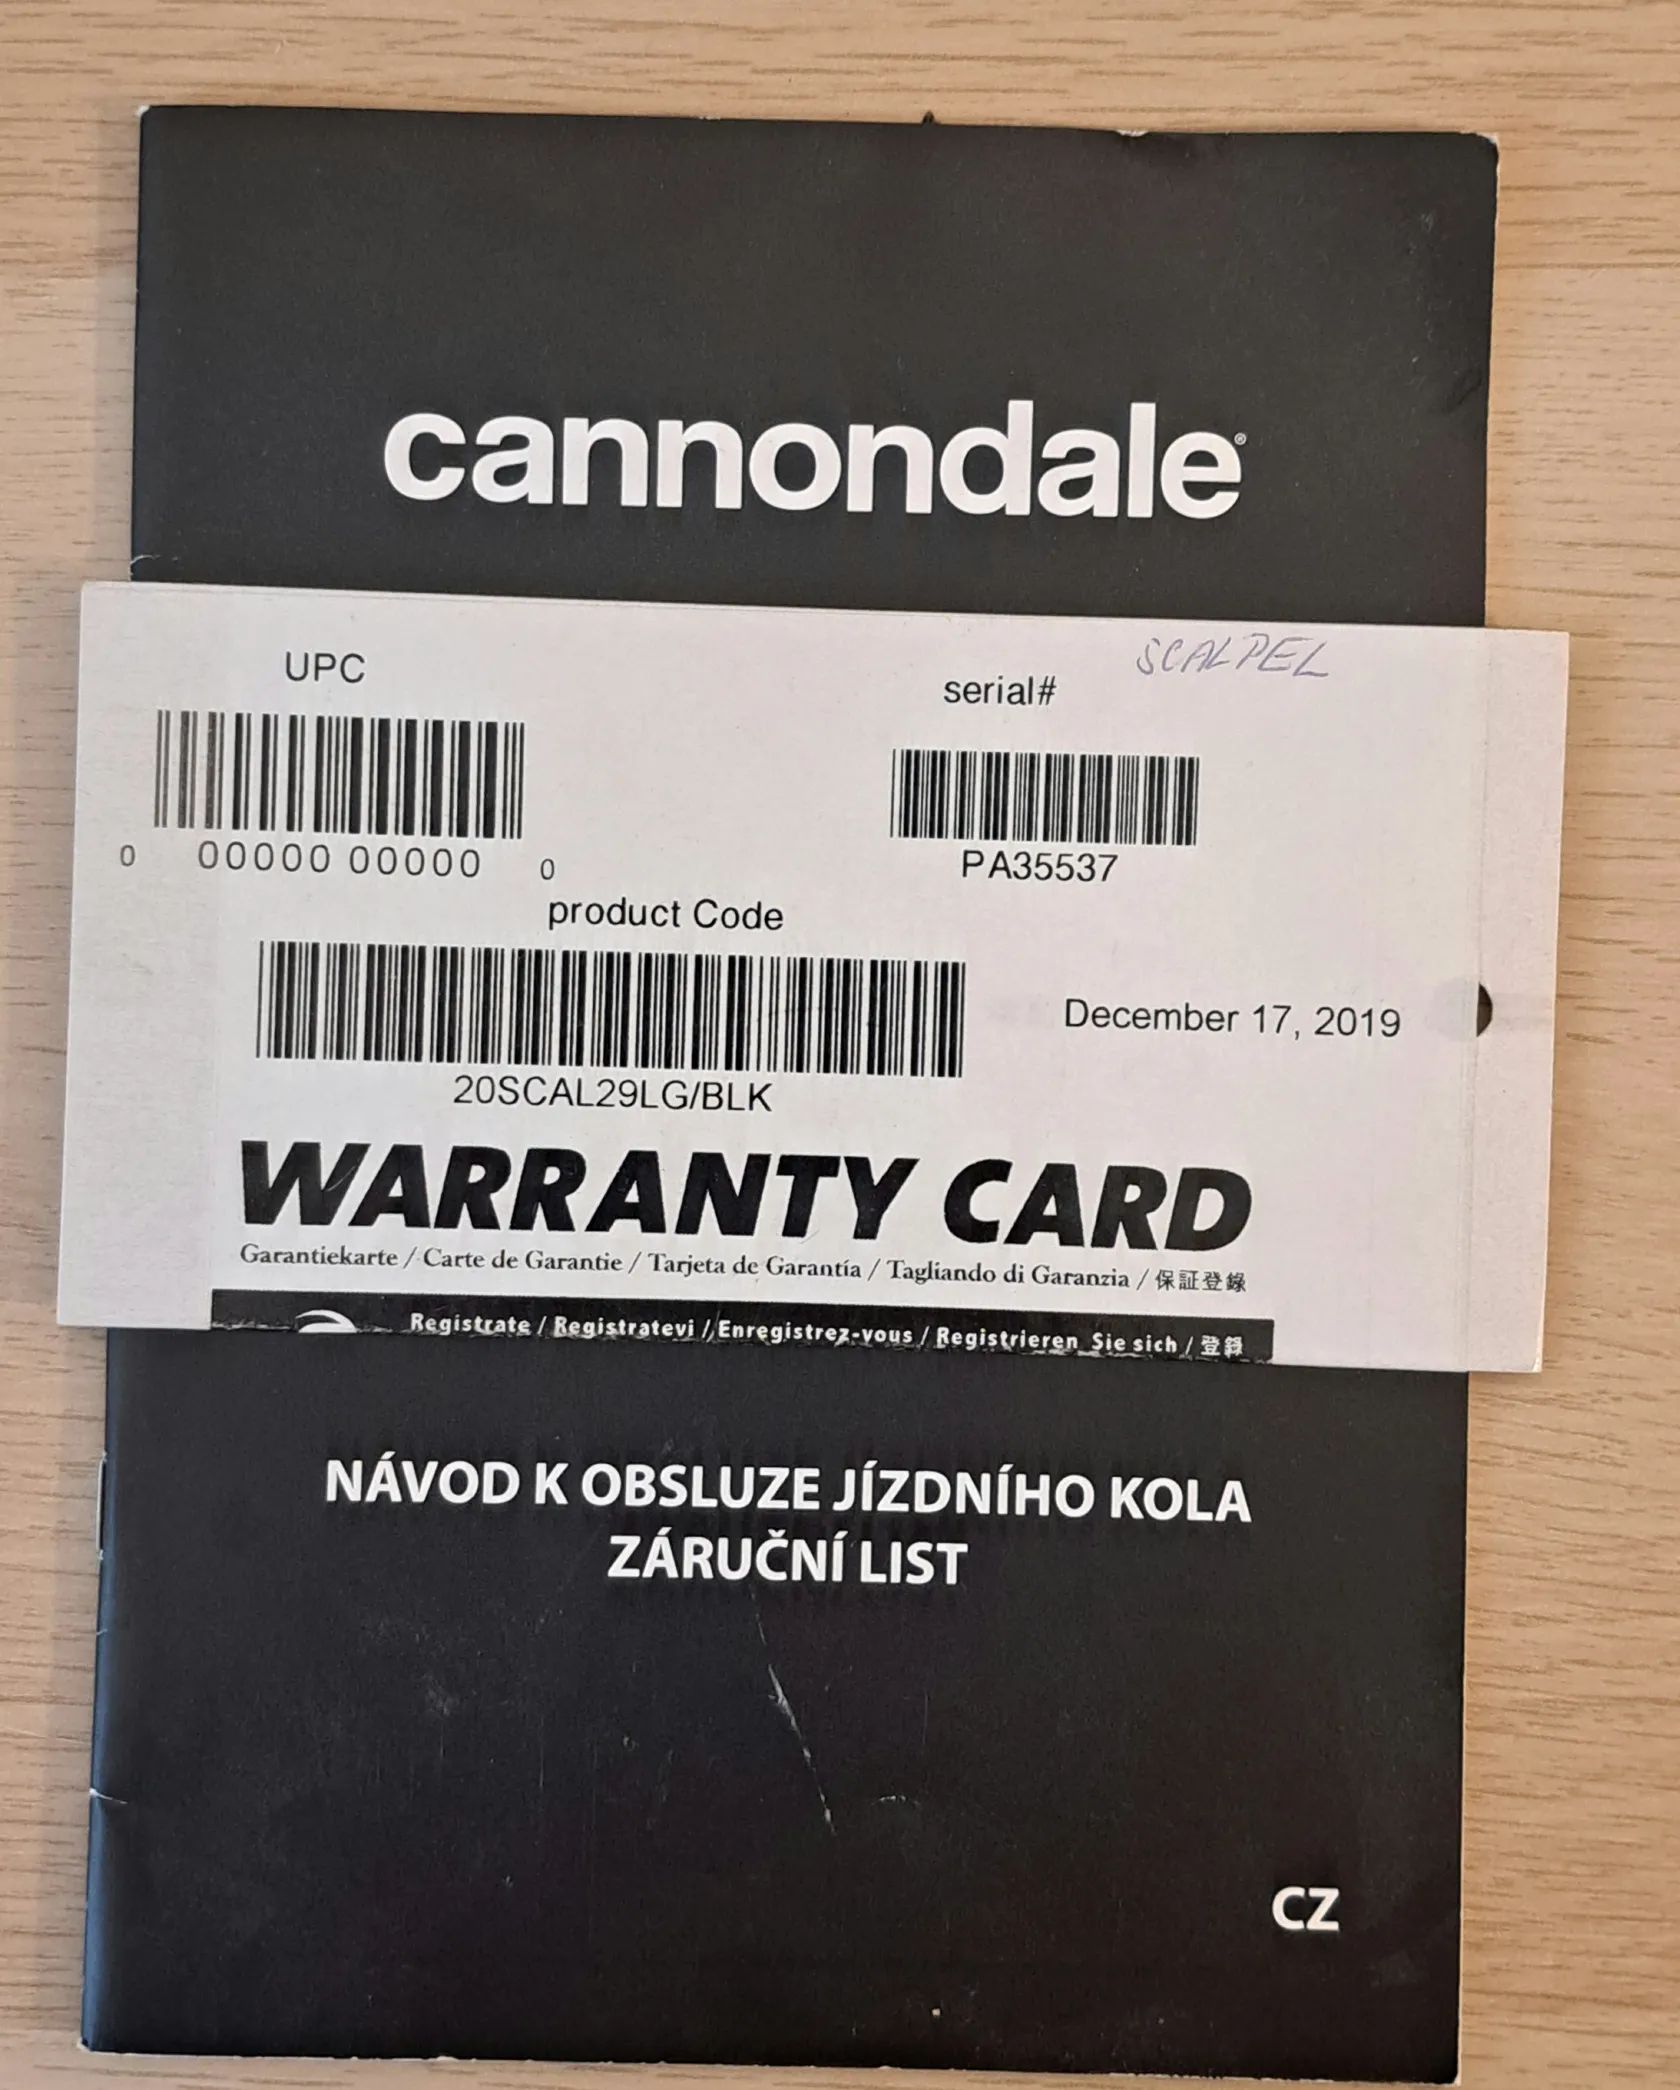 cannondale®
SCALPEL
UPC
serial#
0 00000 00000 0
PA35537
product Code
December 17, 2019
20SCAL29LG/BLK
WARRANTY CARD
Garantiekarte / Carte de Garantie / Tarjeta de Garantía / Tagliando di Garanzia / 保証登錄
Registrate / Registratevi / Enregistrez-vous / Registrieren Sie sich / 登錄
NÁVOD K OBSLUZE JÍZDNÍHO KOLA
ZÁRUČNÍ LIST
CZ